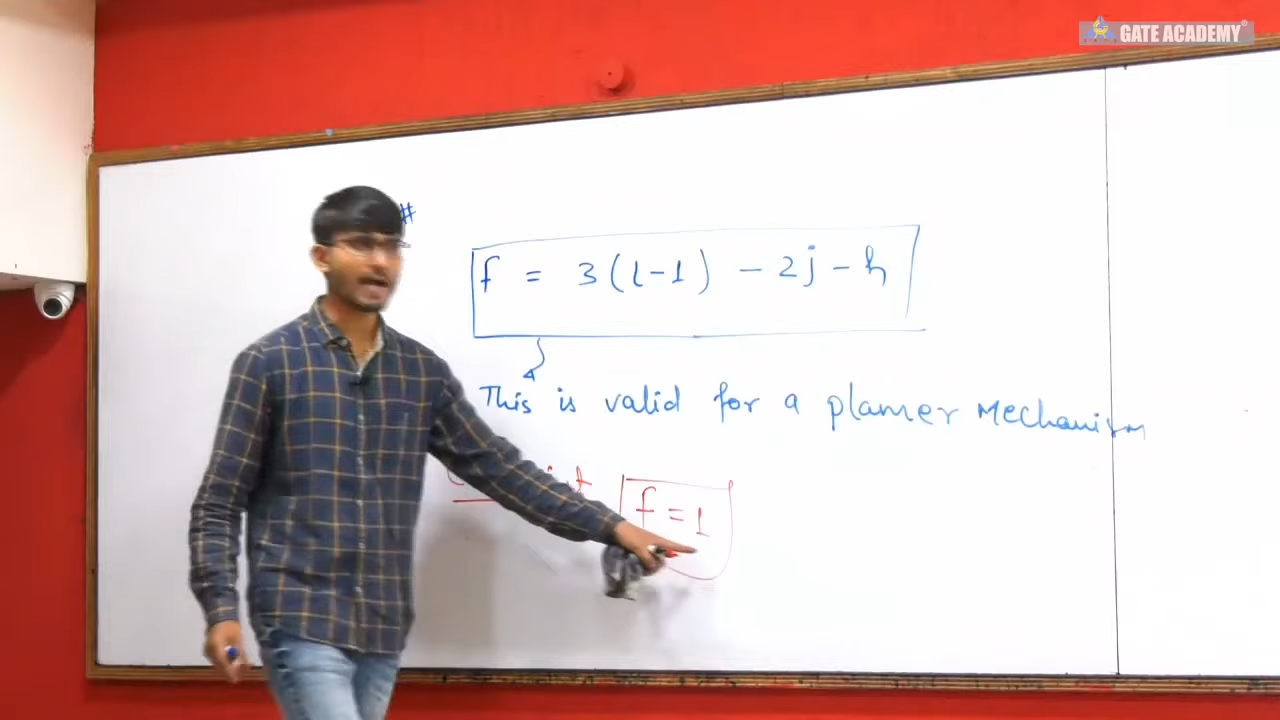 GATE ACADEMY
#
f = 3(l-1) - 2j - h
This is valid for a planer Mechanism
f = 1